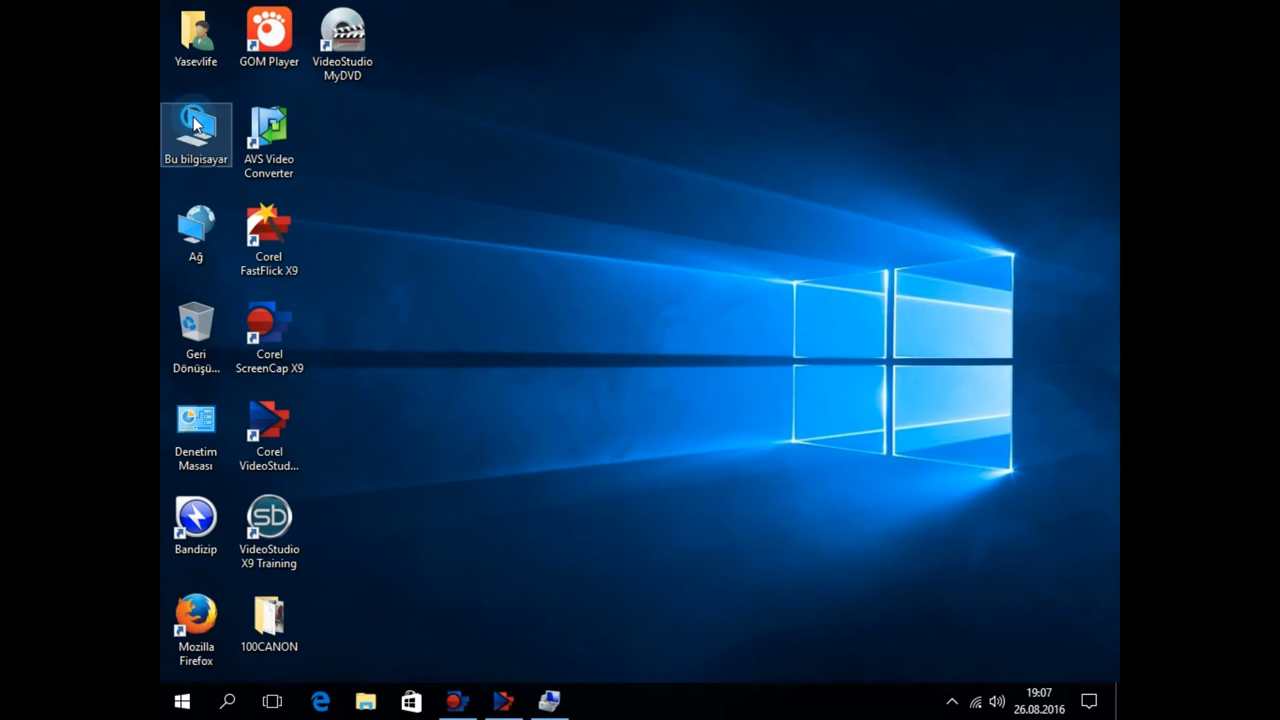 Yasevlife
GOM Player
VideoStudio
MyDVD
Bu bilgisayar
AVS Video
Converter
Ağ
Corel
FastFlick X9
Geri
Dönüşü...
Corel
ScreenCap X9
Denetim
Masası
Corel
VideoStud...
Bandizip
sb
VideoStudio
X9 Training
Mozilla
Firefox
100CANON
19:07
26.08.2016